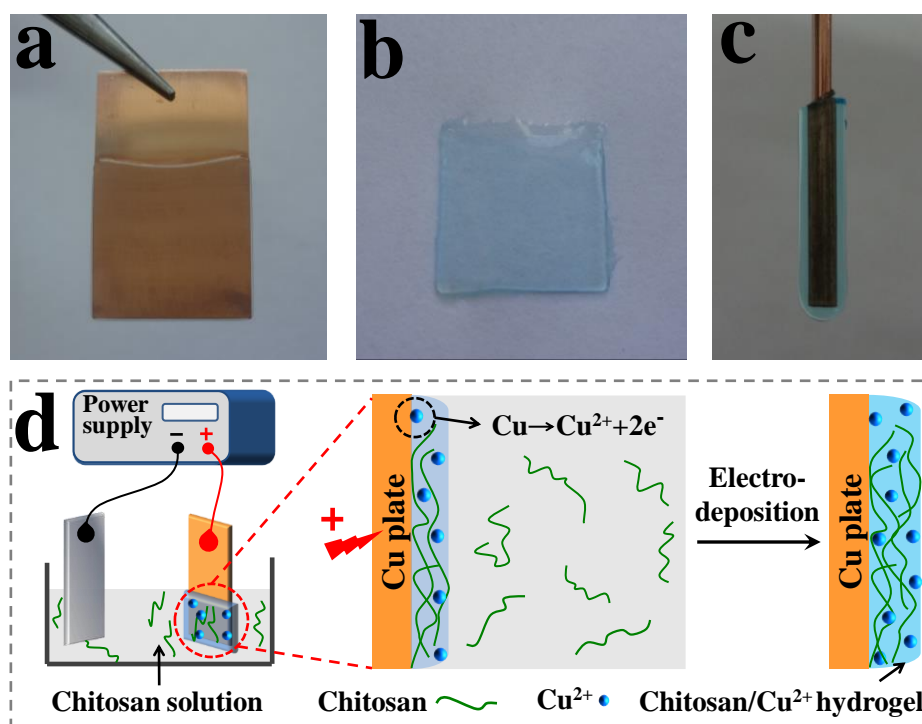 a
b
c
d
Power
supply
−
+
Cu→Cu²⁺+2e⁻
+
Cu plate
Electro-
deposition
Cu plate
Chitosan solution
Chitosan
Cu²⁺
Chitosan/Cu²⁺ hydrogel